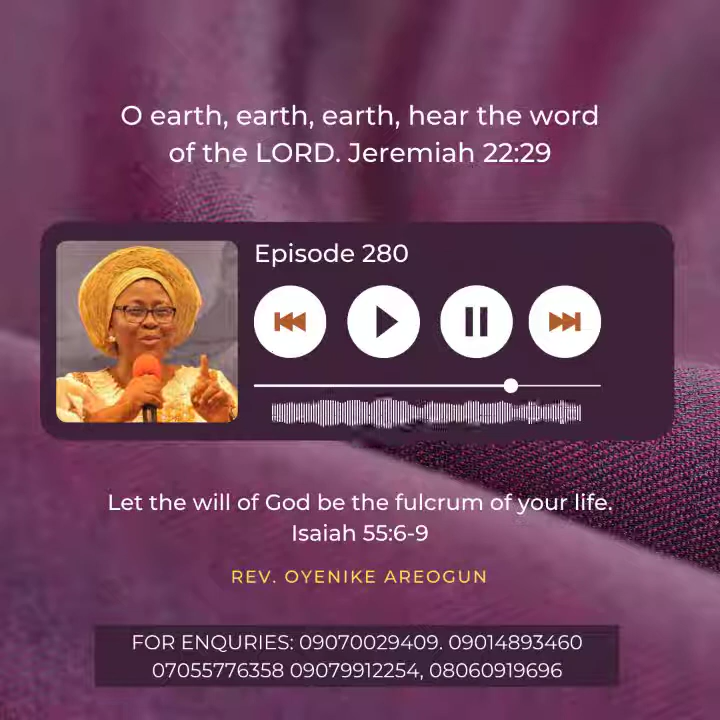 O earth, earth, earth, hear the word
of the LORD. Jeremiah 22:29
Episode 280
Let the will of God be the fulcrum of your life.
Isaiah 55:6-9
REV. OYENIKE AREOGUN
FOR ENQURIES: 09070029409. 09014893460
07055776358 09079912254, 08060919696